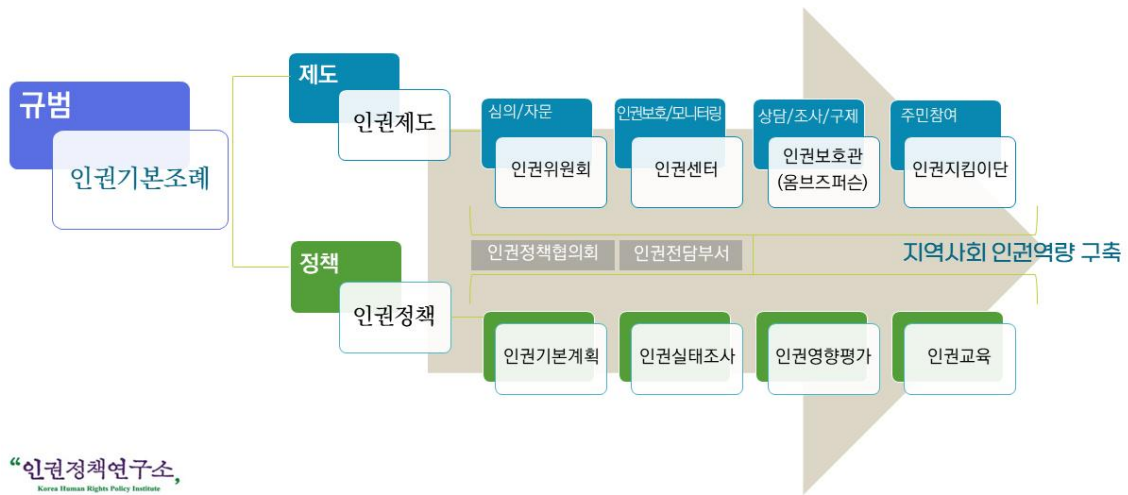 규범
인권기본조례
제도
인권제도
심의/자문
인권위원회
인권보호/모니터링
인권센터
상담/조사/구제
인권보호관
(옴브즈퍼슨)
주민참여
인권지킴이단
인권정책협의회
인권전담부서
지역사회 인권역량 구축
정책
인권정책
인권기본계획
인권실태조사
인권영향평가
인권교육
“인권정책연구소,
Korea Human Rights Policy Institute